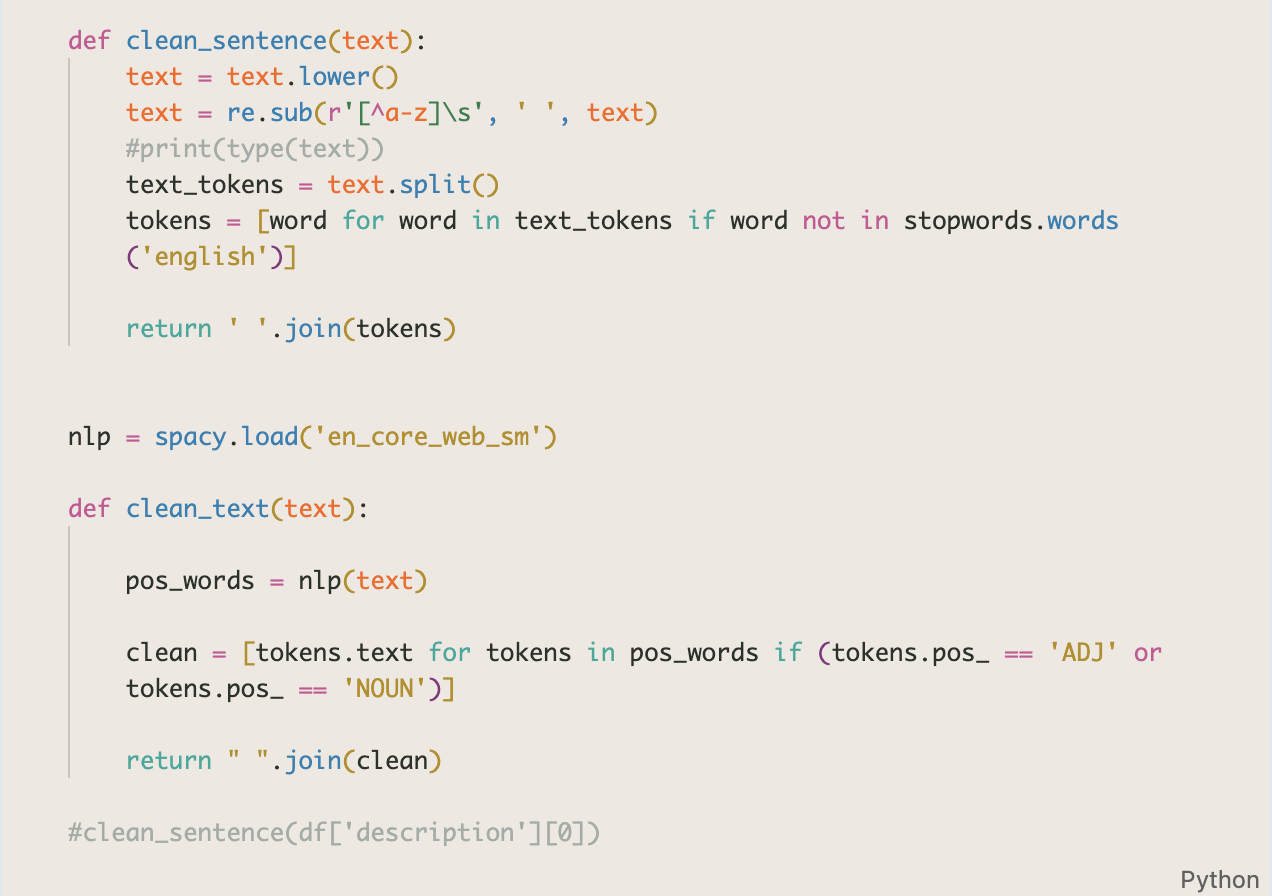 def clean_sentence(text):
    text = text.lower()
    text = re.sub(r'[^a-z]\s', ' ', text)
    #print(type(text))
    text_tokens = text.split()
    tokens = [word for word in text_tokens if word not in stopwords.words
    ('english')]
    return ' '.join(tokens)
nlp = spacy.load('en_core_web_sm')
def clean_text(text):
    pos_words = nlp(text)
    clean = [tokens.text for tokens in pos_words if (tokens.pos_ == 'ADJ' or
    tokens.pos_ == 'NOUN')]
    return " ".join(clean)
#clean_sentence(df['description'][0])
Python